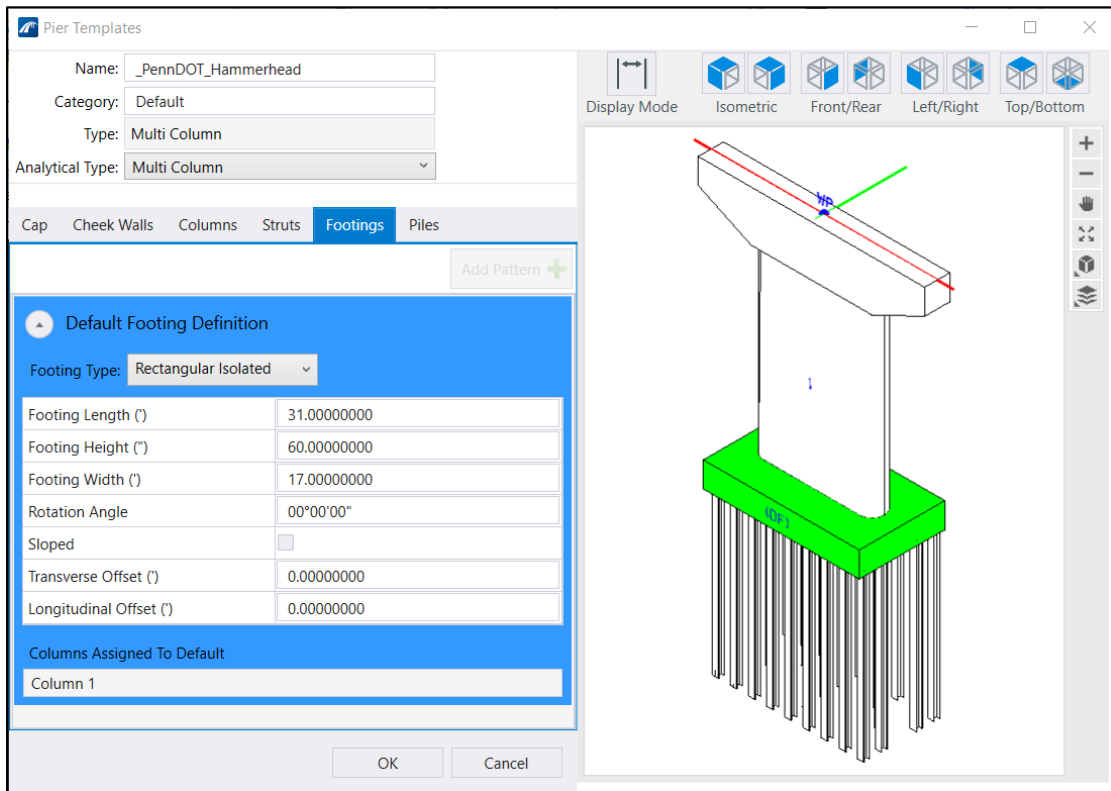 Pier Templates
Name: _PennDOT_Hammerhead
Category: Default
Type: Multi Column
Analytical Type: Multi Column
Cap Cheek Walls Columns Struts Footings Piles
Add Pattern
Default Footing Definition
Footing Type: Rectangular Isolated
Footing Length (') 31.00000000
Footing Height (") 60.00000000
Footing Width (') 17.00000000
Rotation Angle 00°00'00"
Sloped
Transverse Offset (') 0.00000000
Longitudinal Offset (') 0.00000000
Columns Assigned To Default
Column 1
OK Cancel
Display Mode Isometric Front/Rear Left/Right Top/Bottom
1
(DF)